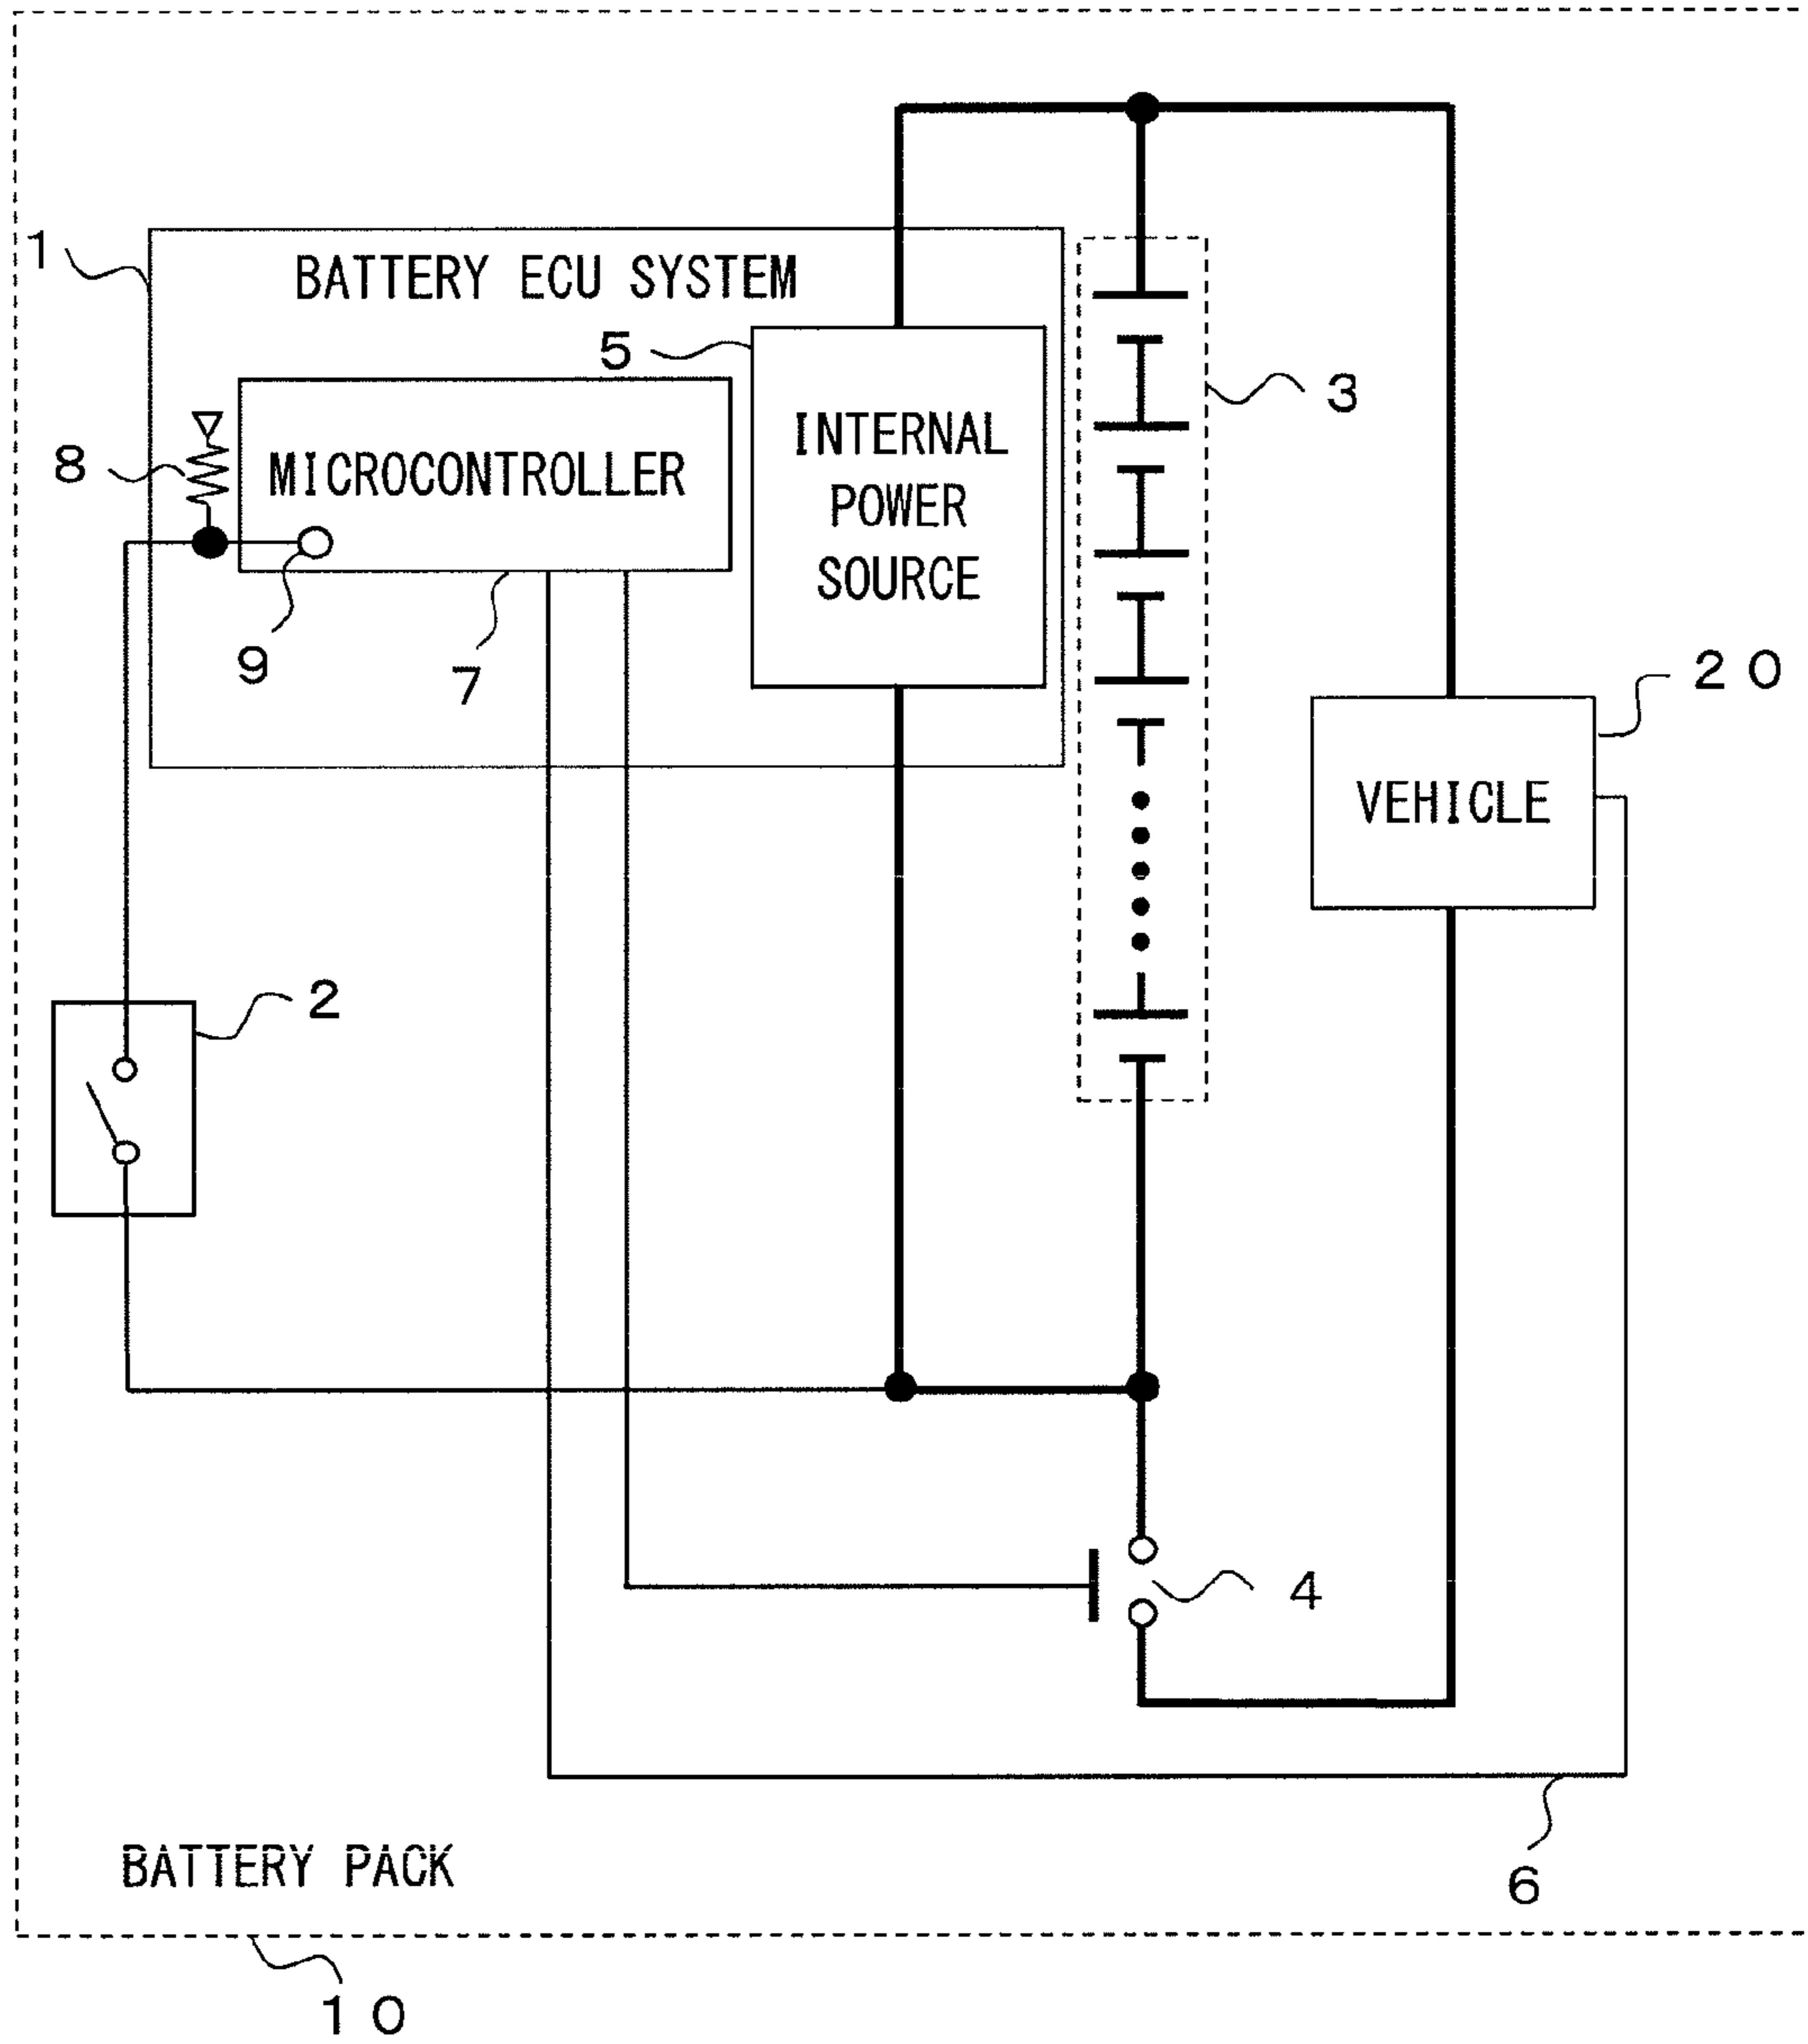 1
BATTERY ECU SYSTEM
5
3
INTERNAL
POWER
SOURCE
8
MICROCONTROLLER
9
7
20
VEHICLE
2
4
BATTERY PACK
6
10